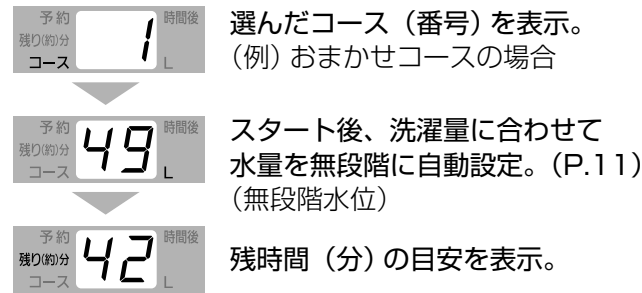 予約 時間後
残り(約)分 1
コース L
選んだコース（番号）を表示。
（例）おまかせコースの場合
予約 時間後
残り(約)分 49
コース L
スタート後、洗濯量に合わせて
水量を無段階に自動設定。（P.11）
（無段階水位）
予約 時間後
残り(約)分 42
コース L
残時間（分）の目安を表示。